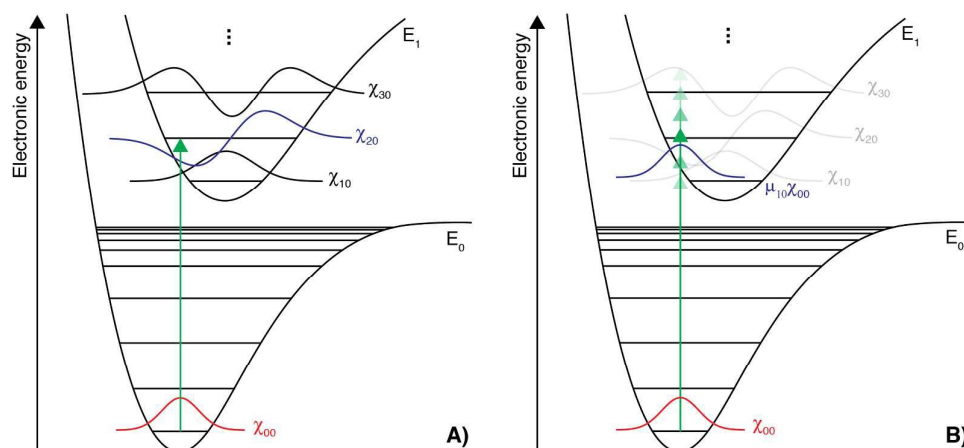 Electronic energy
⋮
E₁
χ₃₀
χ₂₀
χ₁₀
E₀
χ₀₀
A)
Electronic energy
⋮
E₁
χ₃₀
χ₂₀
χ₁₀
μ₁₀χ₀₀
E₀
χ₀₀
B)